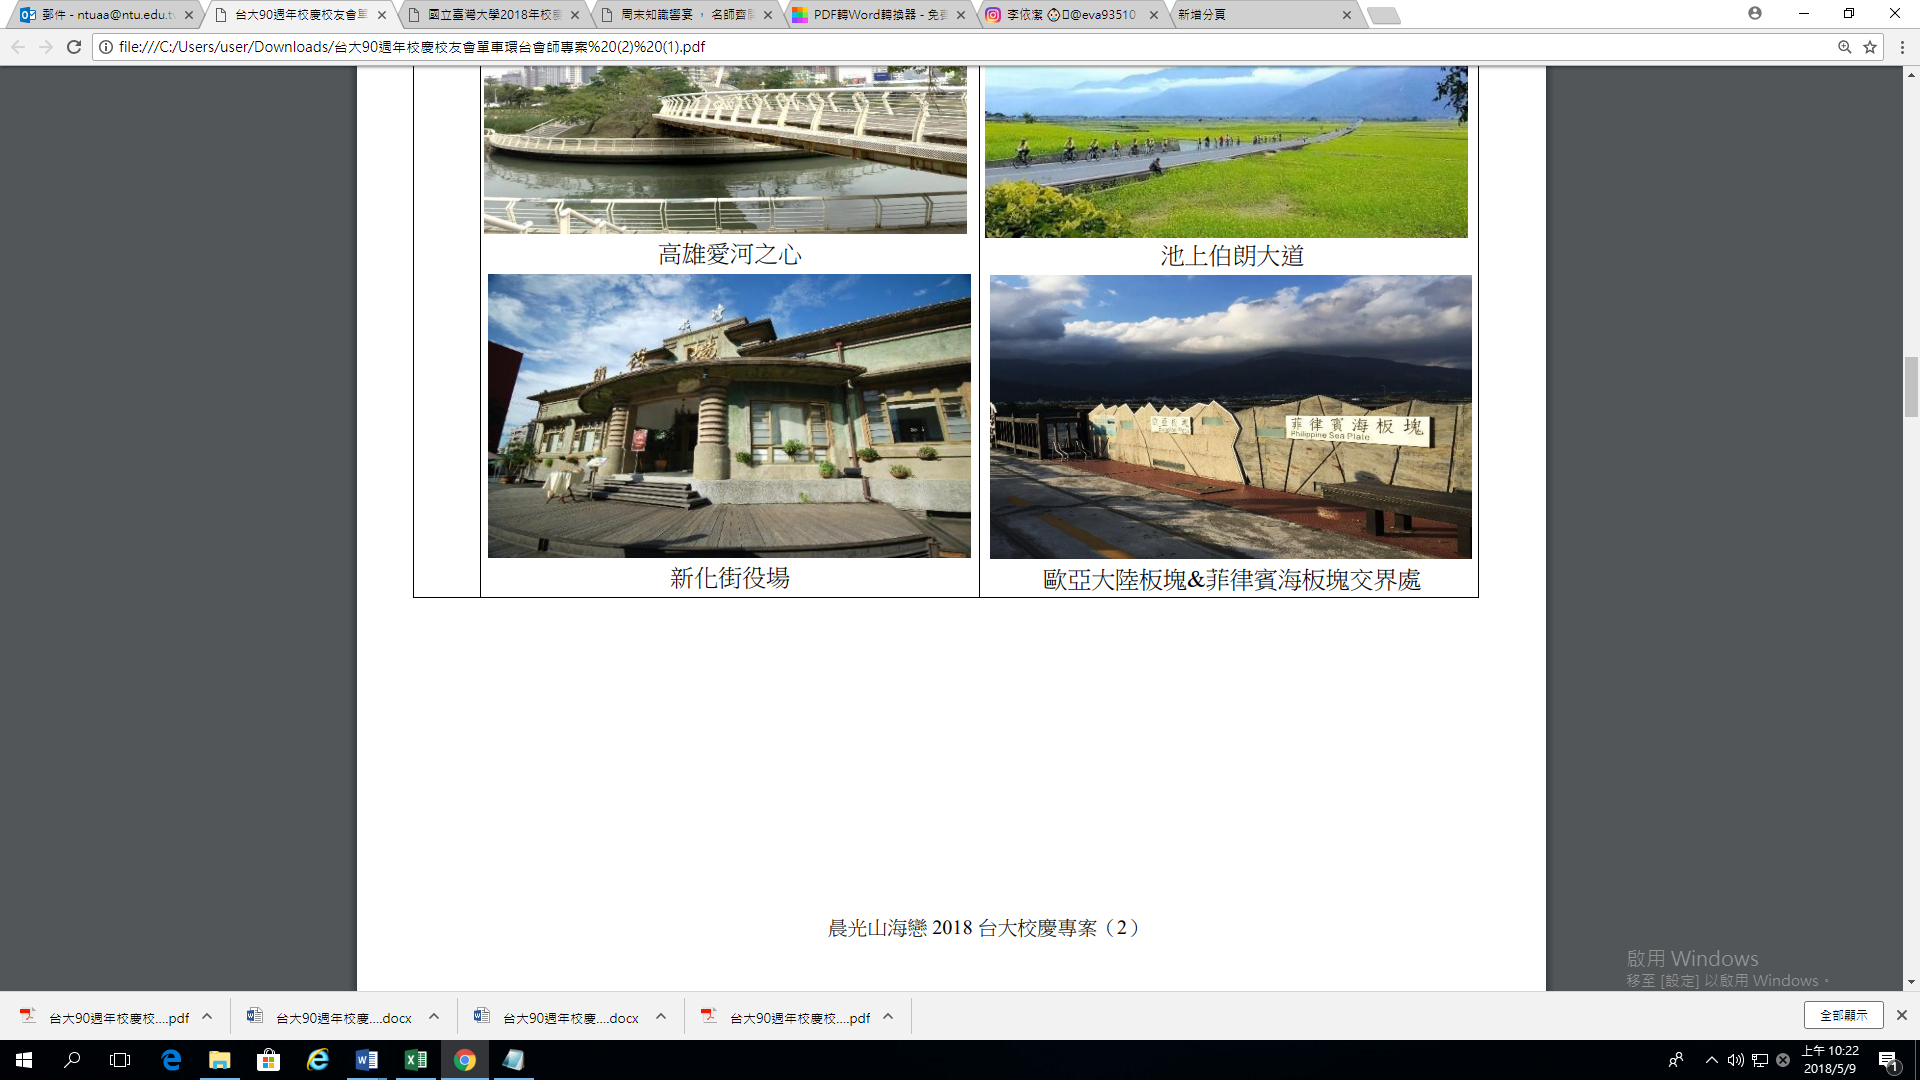 郵件 - ntuaa@ntu.edu.t
台大90週年校慶校友會單
國立臺灣大學2018年校慶
周末知識饗宴，名師齊
PDF轉Word轉換器 - 免費
李依潔
@eva93510
新增分頁
file:///C:/Users/user/Downloads/台大90週年校慶校友會單車環台會師專案%20(2)%20(1).pdf
高雄愛河之心
池上伯朗大道
菲律賓海板塊
Philippine Sea Plate
新化街役場
歐亞大陸板塊&菲律賓海板塊交界處
晨光山海戀 2018 台大校慶專案（2）
啟用 Windows
移至 [設定] 以啟用 Windows。
台大90週年校慶校....pdf
台大90週年校慶....docx
台大90週年校慶....docx
台大90週年校慶校....pdf
全部顯示
上午 10:22
2018/5/9
1